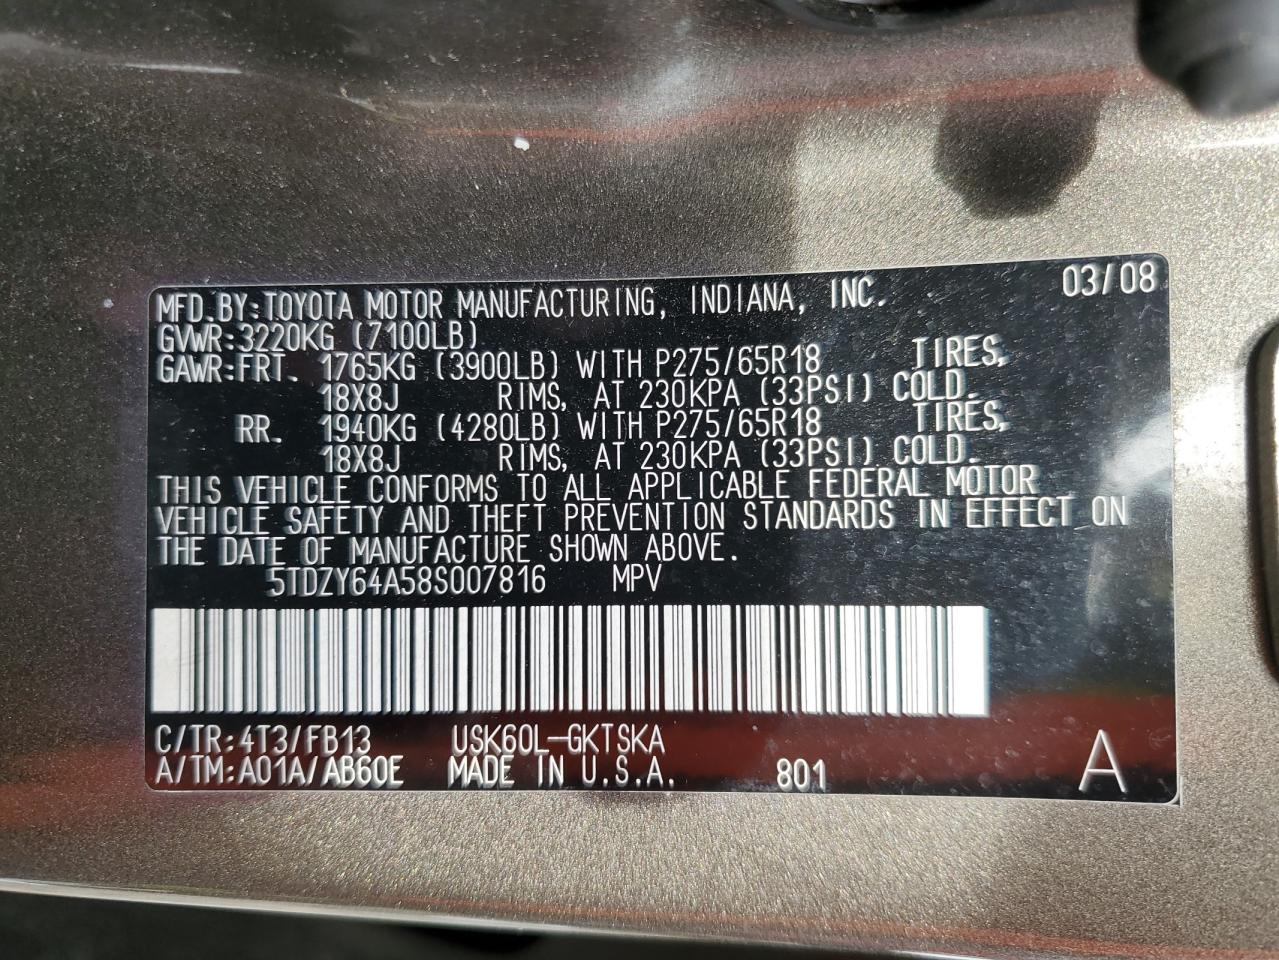 MFD.BY:TOYOTA MOTOR MANUFACTURING, INDIANA, INC. 03/08
GVWR:3220KG (7100LB)
GAWR:FRT. 1765KG (3900LB) WITH P275/65R18 TIRES,
18X8J RIMS, AT 230KPA (33PSI) COLD.
RR. 1940KG (4280LB) WITH P275/65R18 TIRES,
18X8J RIMS, AT 230KPA (33PSI) COLD.
THIS VEHICLE CONFORMS TO ALL APPLICABLE FEDERAL MOTOR
VEHICLE SAFETY AND THEFT PREVENTION STANDARDS IN EFFECT ON
THE DATE OF MANUFACTURE SHOWN ABOVE.
5TDZY64A58S007816 MPV
C/TR:4T3/FB13 USK60L-GKTSKA
A/TM:A01A/AB60E MADE IN U.S.A. 801 A